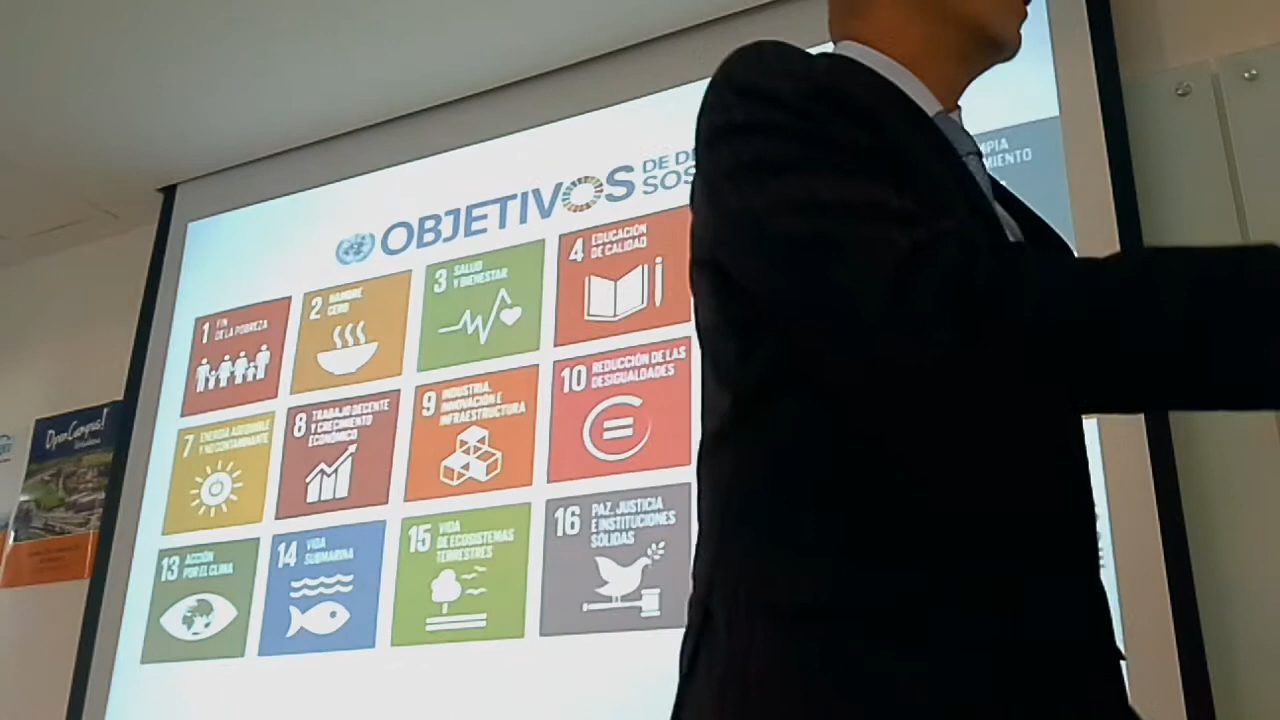 OBJETIVOS
DE DE
SOS
1 FIN
DE LA POBREZA
2 HAMBRE
CERO
3 SALUD
Y BIENESTAR
4 EDUCACIÓN
DE CALIDAD
MPIA
MIENTO
7 ENERGÍA ASEQUIBLE
Y NO CONTAMINANTE
8 TRABAJO DECENTE
Y CRECIMIENTO
ECONÓMICO
9 INDUSTRIA,
INNOVACIÓN E
INFRAESTRUCTURA
10 REDUCCIÓN DE LAS
DESIGUALDADES
13 ACCIÓN
POR EL CLIMA
14 VIDA
SUBMARINA
15 VIDA
DE ECOSISTEMAS
TERRESTRES
16 PAZ, JUSTICIA
E INSTITUCIONES
SÓLIDAS
Open Campus!